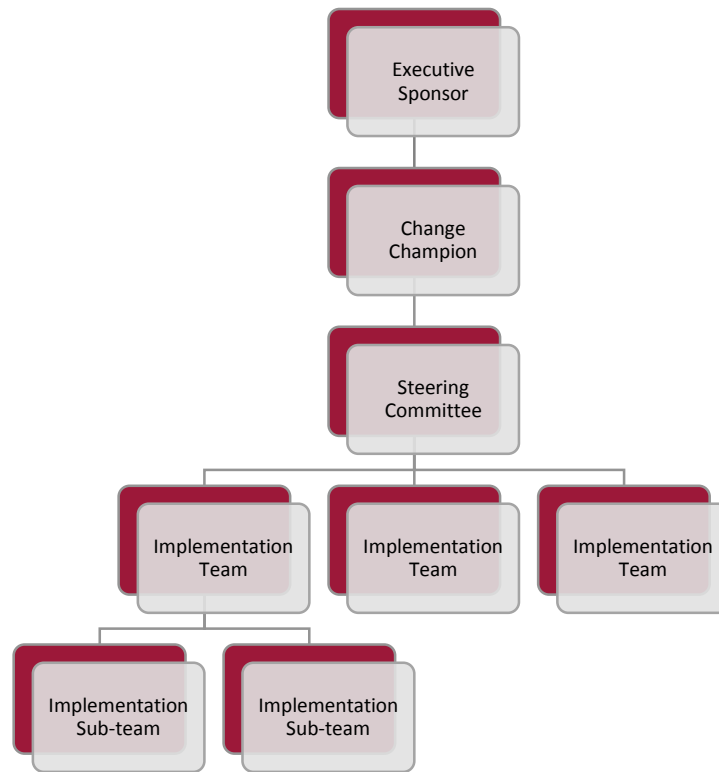 Executive
Sponsor
Change
Champion
Steering
Committee
Implementation
Team
Implementation
Team
Implementation
Team
Implementation
Sub-team
Implementation
Sub-team